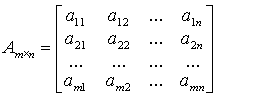 A_{m×n} = [ a_{11} a_{12} ... a_{1n}
a_{21} a_{22} ... a_{2n}
... ... ... ...
a_{m1} a_{m2} ... a_{mn} ]